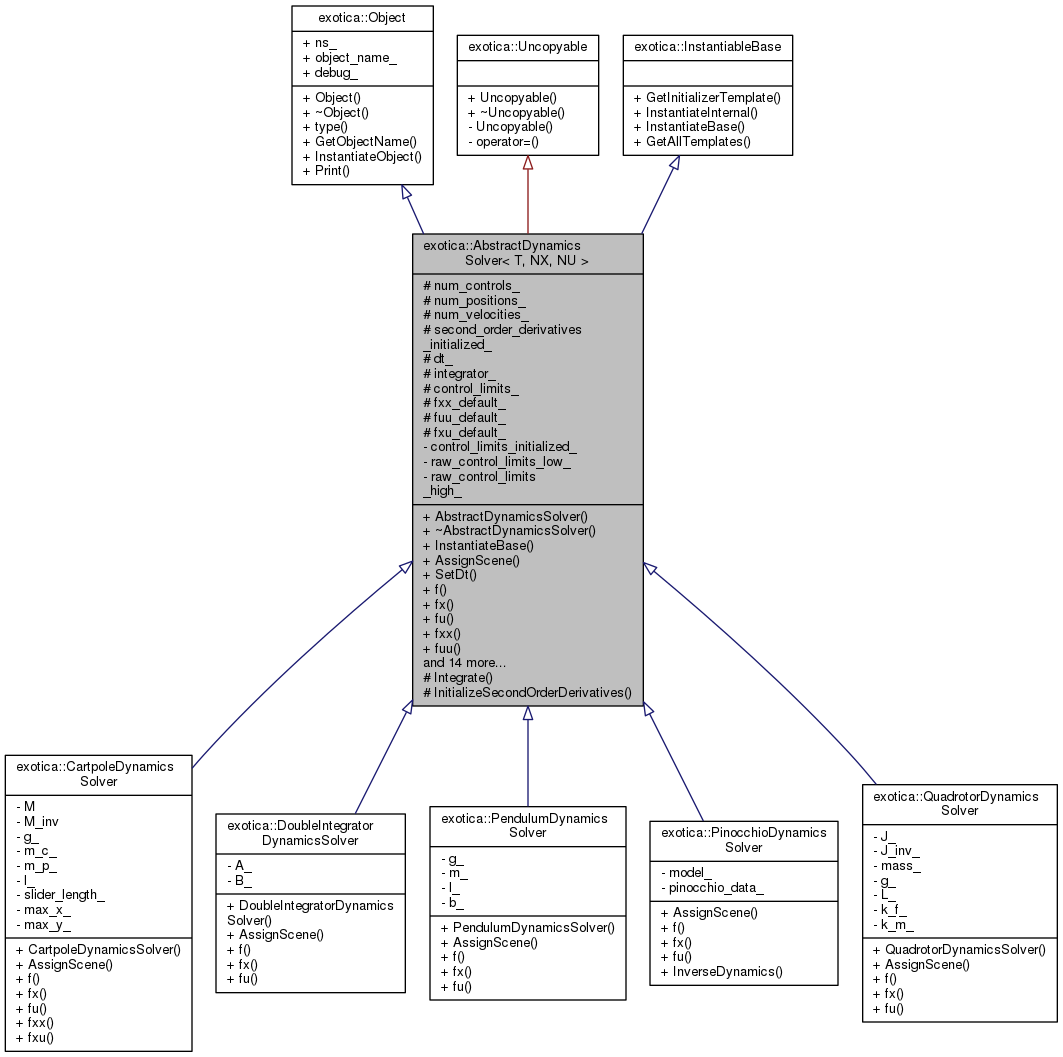 exotica::Object
+ ns_
+ object_name_
+ debug_
+ Object()
+ ~Object()
+ type()
+ GetObjectName()
+ InstantiateObject()
+ Print()
exotica::Uncopyable
+ Uncopyable()
+ ~Uncopyable()
- Uncopyable()
- operator=()
exotica::InstantiableBase
+ GetInitializerTemplate()
+ InstantiateInternal()
+ InstantiateBase()
+ GetAllTemplates()
exotica::AbstractDynamics
Solver< T, NX, NU >
# num_controls_
# num_positions_
# num_velocities_
# second_order_derivatives
_initialized_
# dt_
# integrator_
# control_limits_
# fxx_default_
# fuu_default_
# fxu_default_
- control_limits_initialized_
- raw_control_limits_low_
- raw_control_limits
_high_
+ AbstractDynamicsSolver()
+ ~AbstractDynamicsSolver()
+ InstantiateBase()
+ AssignScene()
+ SetDt()
+ f()
+ fx()
+ fu()
+ fxx()
+ fuu()
and 14 more...
# Integrate()
# InitializeSecondOrderDerivatives()
exotica::CartpoleDynamics
Solver
- M
- M_inv
- g_
- m_c_
- m_p_
- l_
- slider_length_
- max_x_
- max_y_
+ CartpoleDynamicsSolver()
+ AssignScene()
+ f()
+ fx()
+ fu()
+ fxx()
+ fxu()
exotica::DoubleIntegrator
DynamicsSolver
- A_
- B_
+ DoubleIntegratorDynamics
Solver()
+ AssignScene()
+ f()
+ fx()
+ fu()
exotica::PendulumDynamics
Solver
- g_
- m_
- l_
- b_
+ PendulumDynamicsSolver()
+ AssignScene()
+ f()
+ fx()
+ fu()
exotica::PinocchioDynamics
Solver
- model_
- pinocchio_data_
+ AssignScene()
+ f()
+ fx()
+ fu()
+ InverseDynamics()
exotica::QuadrotorDynamics
Solver
- J_
- J_inv_
- mass_
- g_
- L_
- k_f_
- k_m_
+ QuadrotorDynamicsSolver()
+ AssignScene()
+ f()
+ fx()
+ fu()